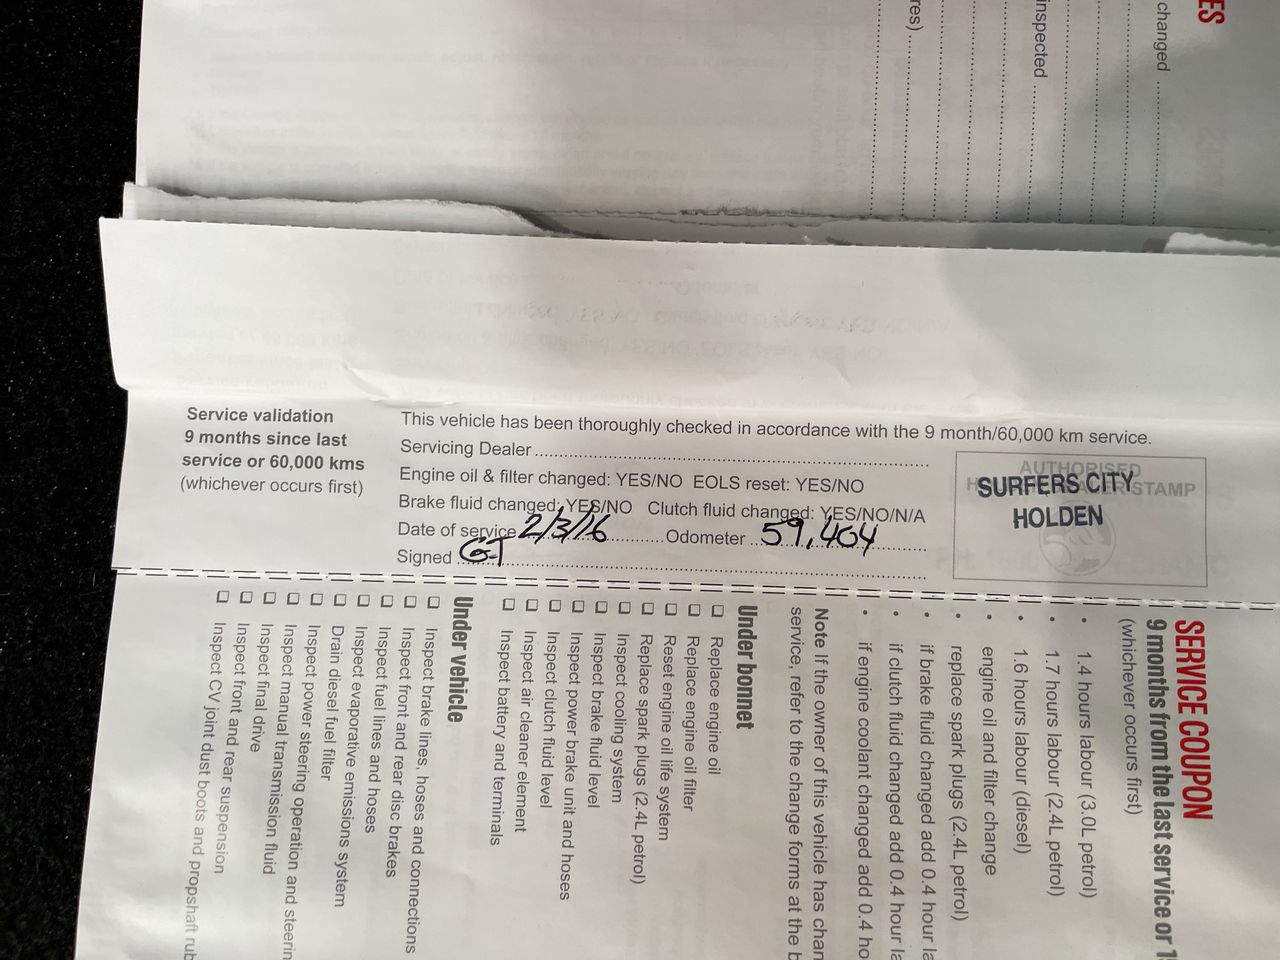 ES
changed
inspected
res)
Service validation
9 months since last
service or 60,000 kms
(whichever occurs first)
This vehicle has been thoroughly checked in accordance with the 9 month/60,000 km service.
Servicing Dealer
Engine oil & filter changed: YES/NO EOLS reset: YES/NO
Brake fluid changed: YES/NO Clutch fluid changed: YES/NO/N/A
Date of service 2/3/16 Odometer 59,404
Signed GT
AUTHORISED
STAMP
SURFERS CITY
HOLDEN
SERVICE COUPON
9 months from the last service or
(whichever occurs first)
• 1.4 hours labour (3.0L petrol)
• 1.7 hours labour (2.4L petrol)
• 1.6 hours labour (diesel)
• engine oil and filter change
• replace spark plugs (2.4L petrol)
• if brake fluid changed add 0.4 hour la
• if clutch fluid changed add 0.4 hour la
• if engine coolant changed add 0.4 ho
Note If the owner of this vehicle has chan
service, refer to the change forms at the b
Under bonnet
☐ Replace engine oil
☐ Replace engine oil filter
☐ Reset engine oil life system
☐ Replace spark plugs (2.4L petrol)
☐ Inspect cooling system
☐ Inspect brake fluid level
☐ Inspect power brake unit and hoses
☐ Inspect clutch fluid level
☐ Inspect air cleaner element
☐ Inspect battery and terminals
Under vehicle
☐ Inspect brake lines, hoses and connections
☐ Inspect front and rear disc brakes
☐ Inspect fuel lines and hoses
☐ Inspect evaporative emissions system
☐ Drain diesel fuel filter
☐ Inspect power steering operation and steerin
☐ Inspect manual transmission fluid
☐ Inspect final drive
☐ Inspect front and rear suspension
☐ Inspect CV joint dust boots and propshaft rub